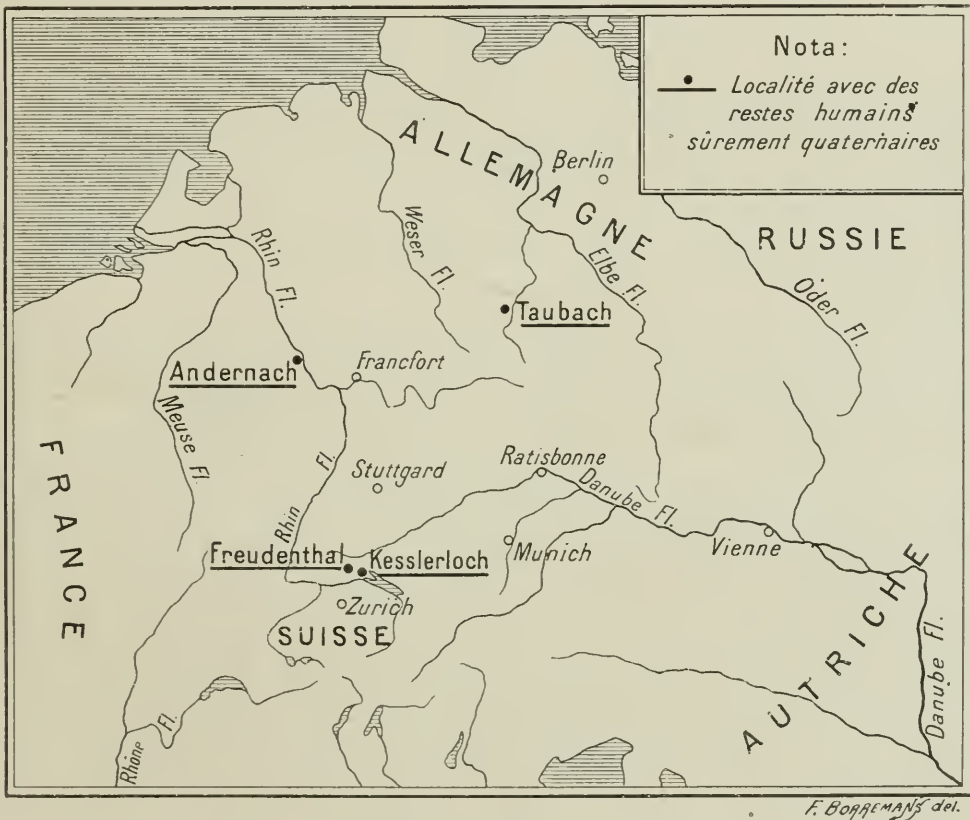 Nota:
Localité avec des
restes humains
sûrement quaternaires
ALLEMAGNE
Berlin
RUSSIE
Rhin Fl.
Weser Fl.
Elbe Fl.
Oder Fl.
Taubach
Andernach
Francfort
Meuse Fl.
FRANCE
Rhin Fl.
Stuttgard
Ratisbonne
Danube Fl.
Freudenthal
Kesslerloch
Munich
Vienne
Zurich
SUISSE
AUTRICHE
Danube Fl.
Rhône Fl.
F. BORREMANS del.